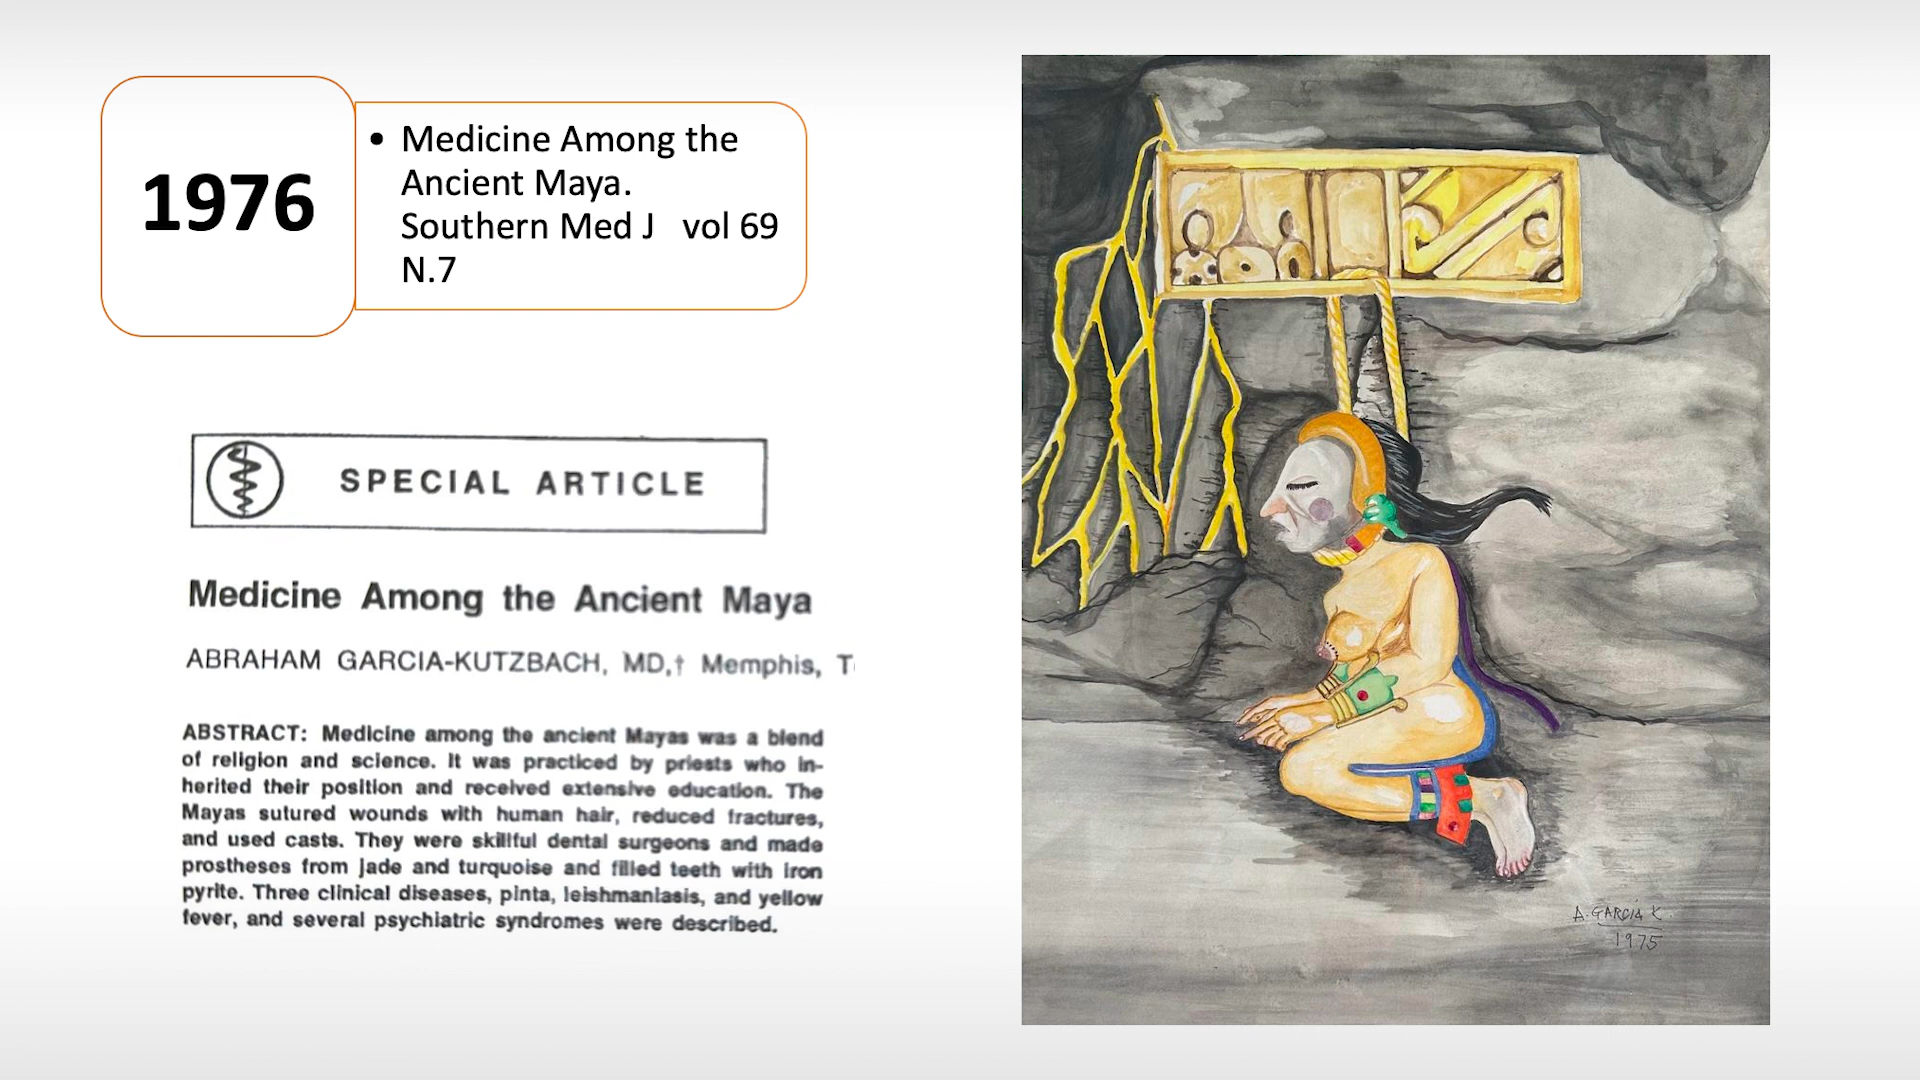 1976
• Medicine Among the
Ancient Maya.
Southern Med J vol 69
N.7
SPECIAL ARTICLE
Medicine Among the Ancient Maya
ABRAHAM GARCIA-KUTZBACH, MD,† Memphis,
ABSTRACT: Medicine among the ancient Mayas was a blend
of religion and science. It was practiced by priests who in-
herited their position and received extensive education. The
Mayas sutured wounds with human hair, reduced fractures,
and used casts. They were skillful dental surgeons and made
prostheses from jade and turquoise and filled teeth with iron
pyrite. Three clinical diseases, pinta, leishmaniasis, and yellow
fever, and several psychiatric syndromes were described.
A. GARCIA K.
1975